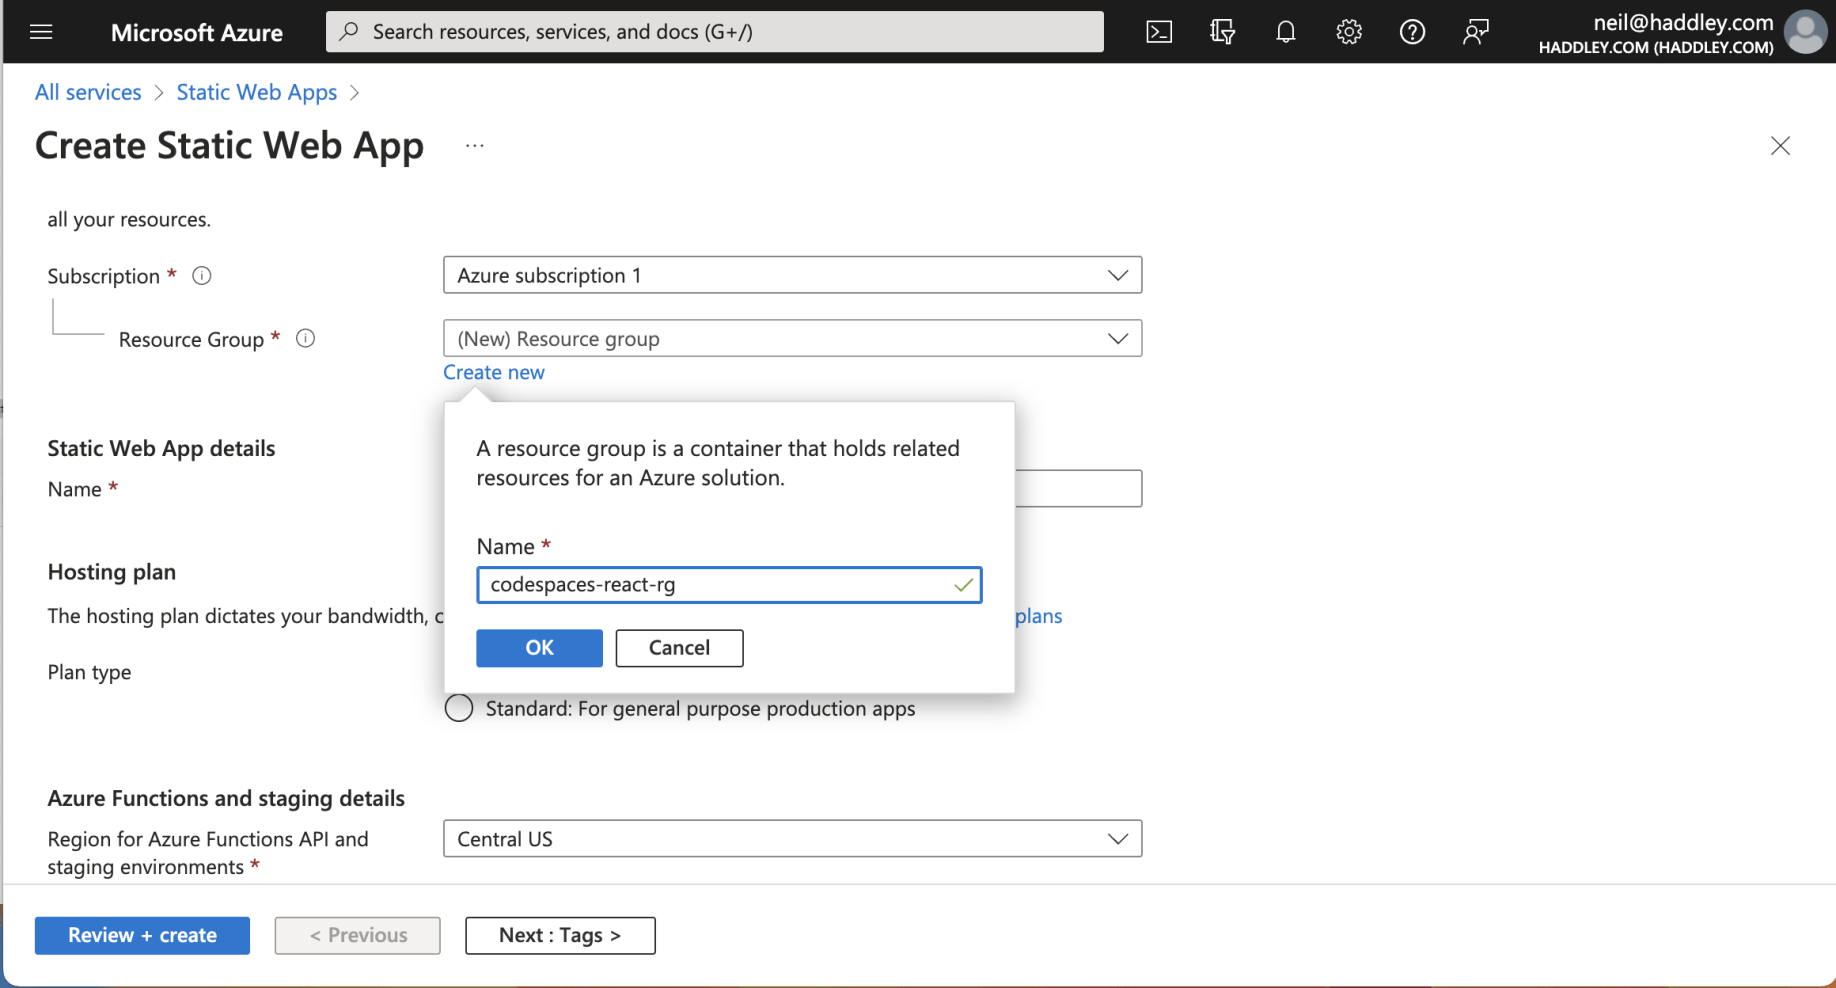 Microsoft Azure
Search resources, services, and docs (G+/)
neil@haddley.com
HADDLEY.COM (HADDLEY.COM)
All services > Static Web Apps >
Create Static Web App ...
all your resources.
Subscription *
Azure subscription 1
Resource Group *
(New) Resource group
Create new
A resource group is a container that holds related
resources for an Azure solution.
Name *
codespaces-react-rg
OK
Cancel
Static Web App details
Name *
Hosting plan
The hosting plan dictates your bandwidth, c
plans
Plan type
Standard: For general purpose production apps
Azure Functions and staging details
Region for Azure Functions API and
staging environments *
Central US
Review + create
< Previous
Next : Tags >